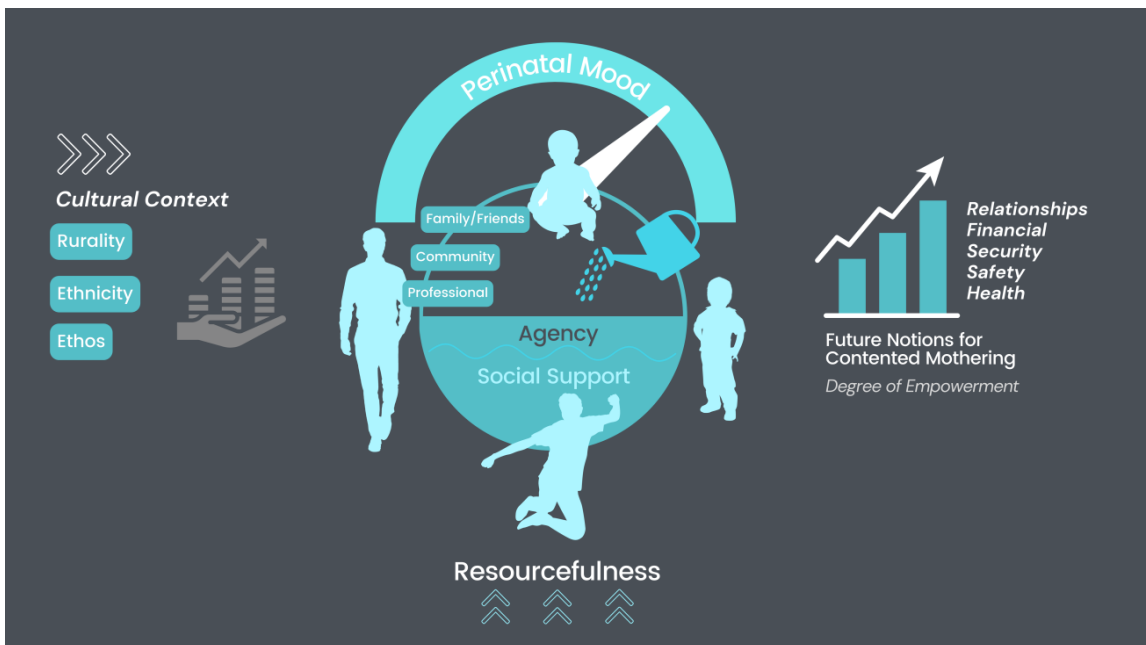 Perinatal Mood
Cultural Context
Rurality
Ethnicity
Ethos
Family/Friends
Community
Professional
Agency
Social Support
Resourcefulness
Relationships
Financial
Security
Safety
Health
Future Notions for
Contented Mothering
Degree of Empowerment